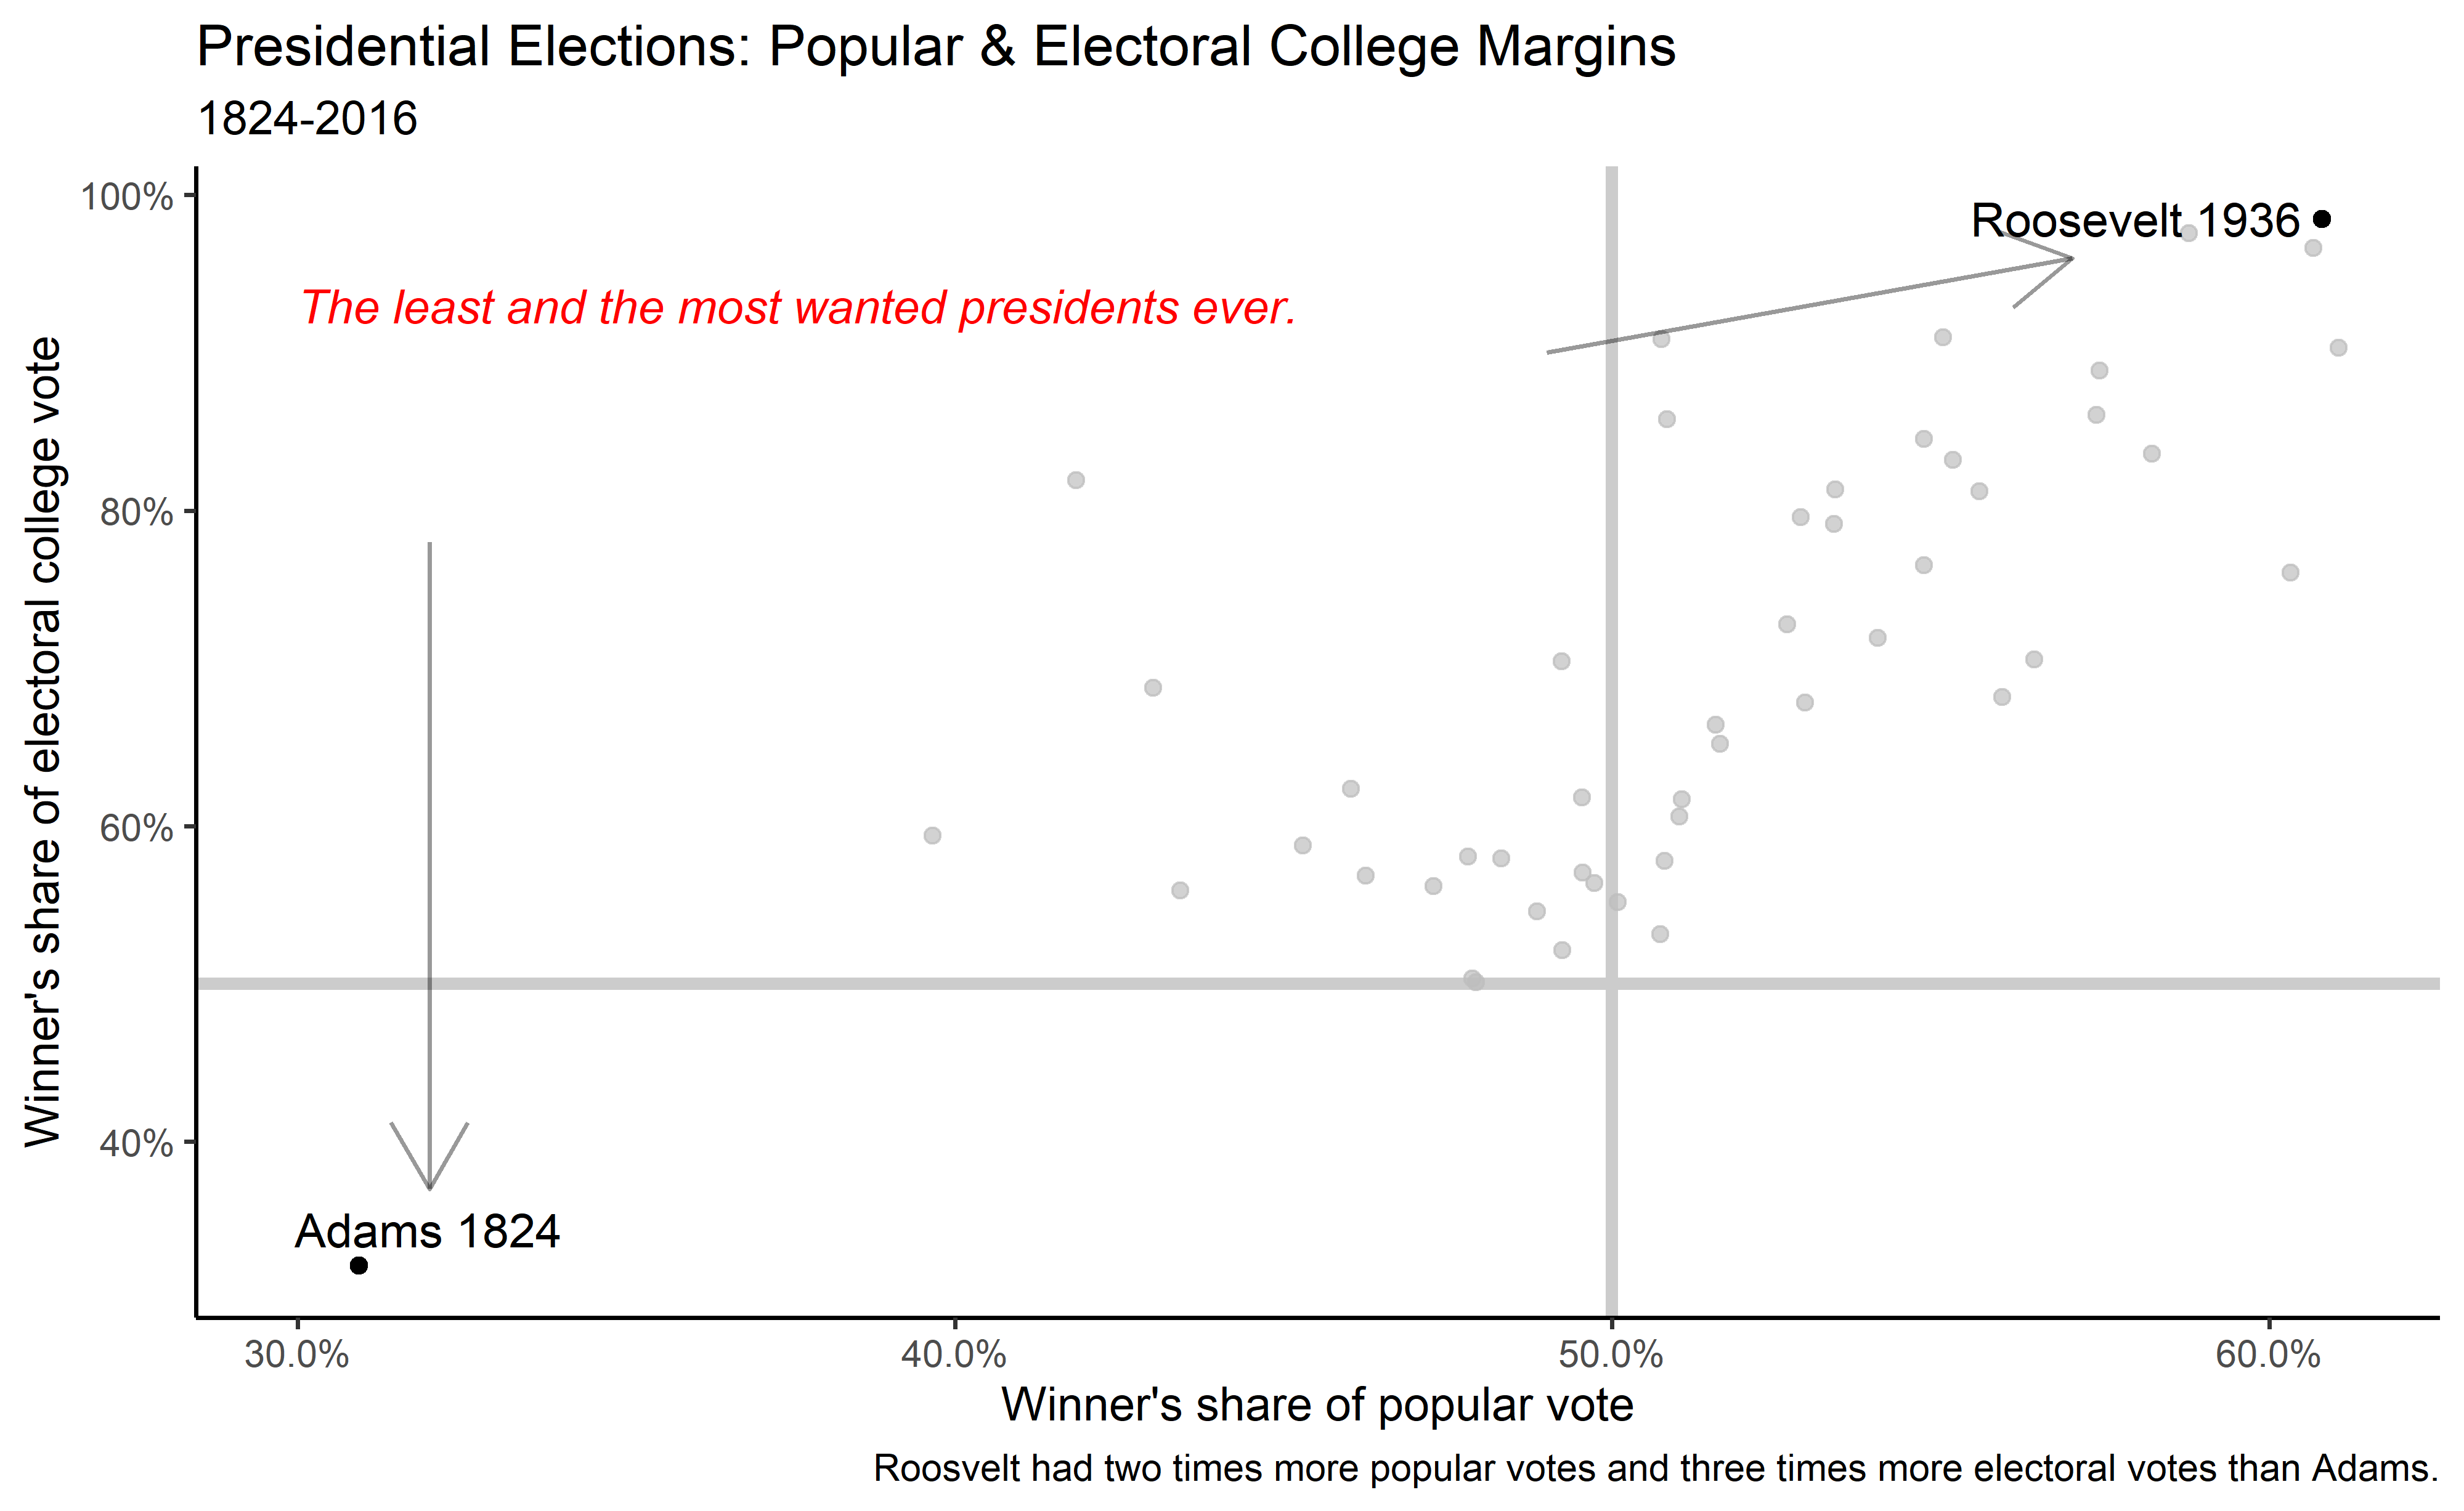 Presidential Elections: Popular & Electoral College Margins
1824-2016
Winner's share of electoral college vote
100%
80%
60%
40%
Roosevelt 1936
The least and the most wanted presidents ever.
Adams 1824
30.0%
40.0%
50.0%
60.0%
Winner's share of popular vote
Roosvelt had two times more popular votes and three times more electoral votes than Adams.